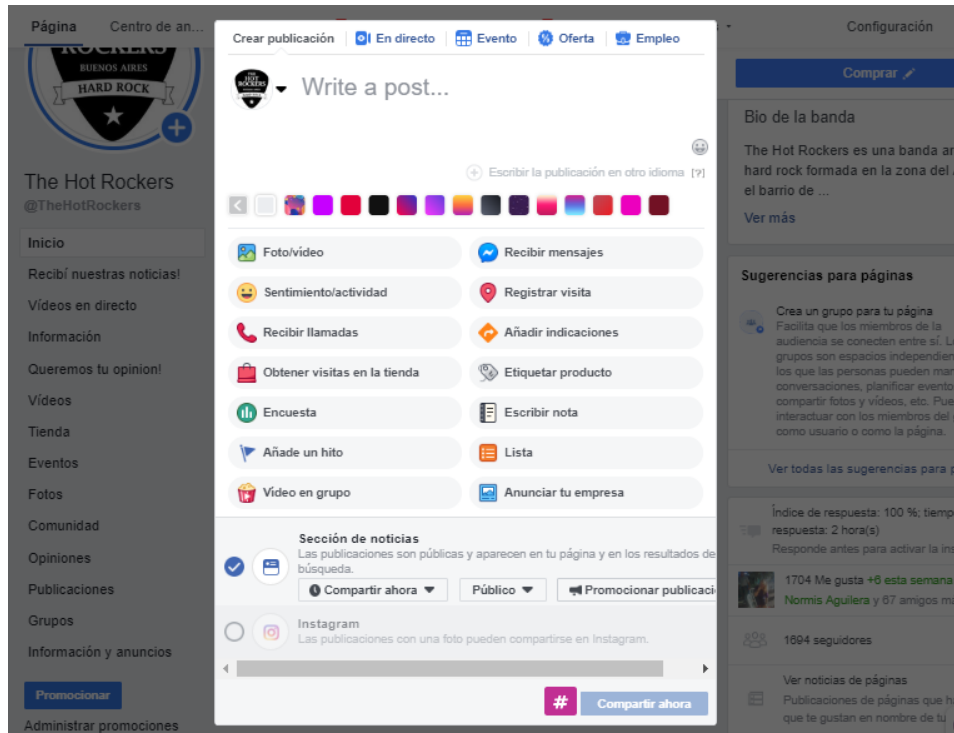 Página
Centro de an...
Configuración
ROCKERS
BUENOS AIRES
HARD ROCK
The Hot Rockers
@TheHotRockers
Inicio
Recibí nuestras noticias!
Vídeos en directo
Información
Queremos tu opinion!
Vídeos
Tienda
Eventos
Fotos
Comunidad
Opiniones
Publicaciones
Grupos
Información y anuncios
Promocionar
Administrar promociones
Crear publicación
En directo
Evento
Oferta
Empleo
THE HOT ROCKERS
Write a post...
Escribir la publicación en otro idioma [?]
Foto/vídeo
Recibir mensajes
Sentimiento/actividad
Registrar visita
Recibir llamadas
Añadir indicaciones
Obtener visitas en la tienda
Etiquetar producto
Encuesta
Escribir nota
Añade un hito
Lista
Vídeo en grupo
Anunciar tu empresa
Sección de noticias
Las publicaciones son públicas y aparecen en tu página y en los resultados de
búsqueda.
Compartir ahora
Público
Promocionar publicaci
Instagram
Las publicaciones con una foto pueden compartirse en Instagram.
#
Compartir ahora
Comprar
Bio de la banda
The Hot Rockers es una banda ar
hard rock formada en la zona del
el barrio de ...
Ver más
Sugerencias para páginas
Crea un grupo para tu página
Facilita que los miembros de la
audiencia se conecten entre sí. L
grupos son espacios independien
los que las personas pueden man
conversaciones, planificar evento
compartir fotos y vídeos, etc. Pue
interactuar con los miembros del
como usuario o como la página.
Ver todas las sugerencias para p
Índice de respuesta: 100 %; tiemp
respuesta: 2 hora(s)
Responde antes para activar la ins
1704 Me gusta +6 esta semana
Normis Aguilera y 67 amigos m
1694 seguidores
Ver noticias de páginas
Publicaciones de páginas que h
que te gustan en nombre de tu